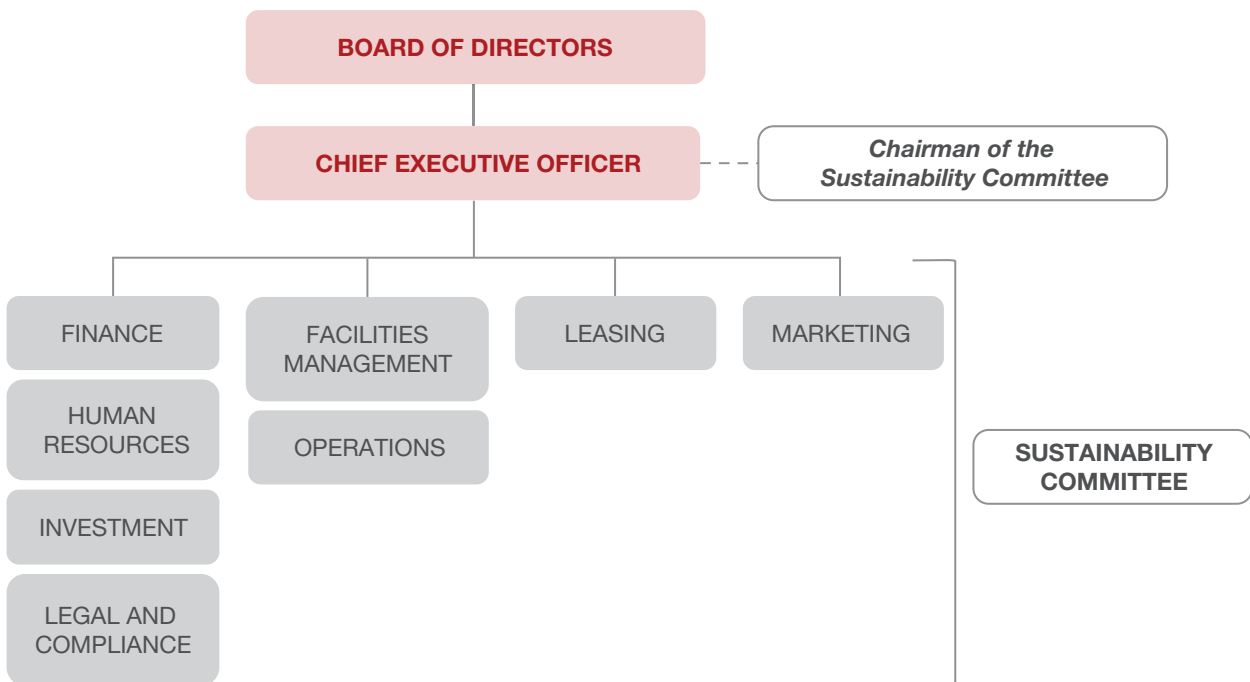 BOARD OF DIRECTORS
CHIEF EXECUTIVE OFFICER
Chairman of the
Sustainability Committee
FINANCE
FACILITIES
MANAGEMENT
LEASING
MARKETING
HUMAN
RESOURCES
OPERATIONS
SUSTAINABILITY
COMMITTEE
INVESTMENT
LEGAL AND
COMPLIANCE